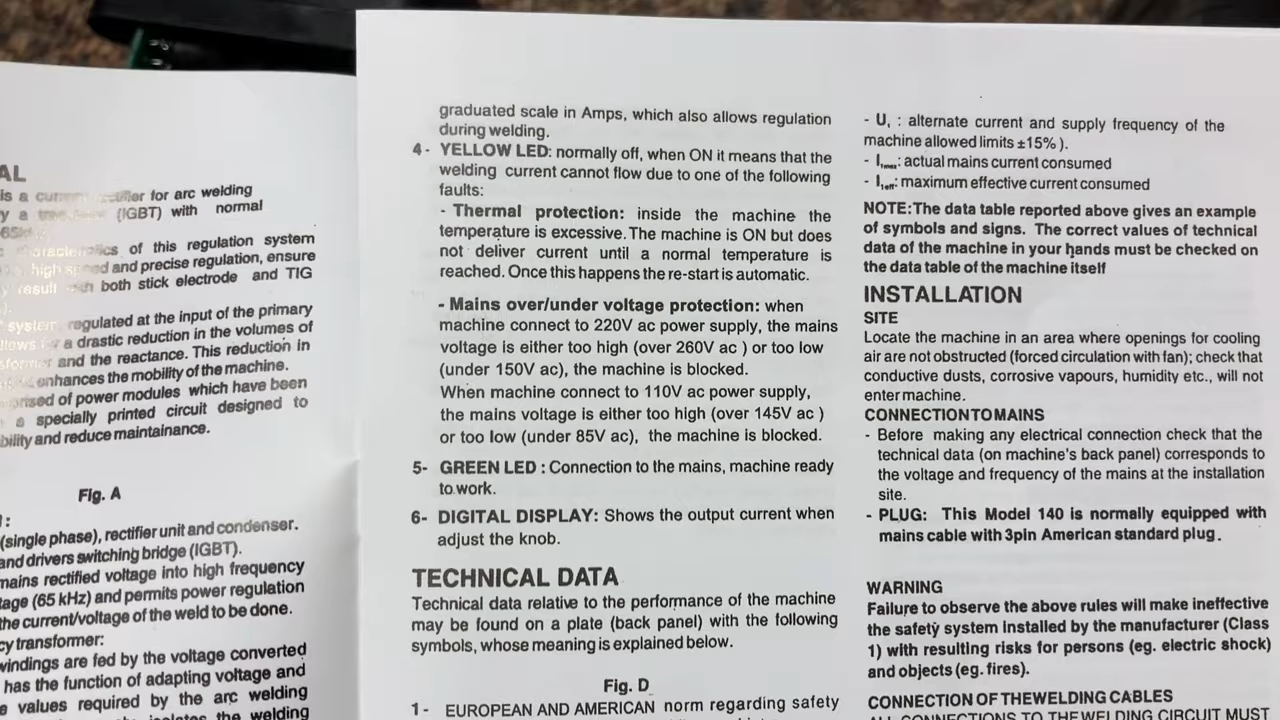 AL
is a
for arc welding
y a
(IGBT) with normal
of this regulation system
high speed and precise regulation, ensure
result
both stick electrode and TIG
system regulated at the input of the primary
a drastic reduction in the volumes of
and the reactance. This reduction in
enhances the mobility of the machine.
of power modules which have been
a specially printed circuit designed to
bility and reduce maintainance.
Fig. A
:
(single phase), rectifier unit and condenser.
and drivers switching bridge (IGBT).
mains rectified voltage into high frequency
tage (65 kHz) and permits power regulation
the current/voltage of the weld to be done.
cy transformer:
windings are fed by the voltage converted
has the function of adapting voltage and
e values required by the arc welding
the welding
graduated scale in Amps, which also allows regulation
during welding.
4- YELLOW LED: normally off, when ON it means that the
welding current cannot flow due to one of the following
faults:
- Thermal protection: inside the machine the
temperature is excessive. The machine is ON but does
not deliver current until a normal temperature is
reached. Once this happens the re-start is automatic.
- Mains over/under voltage protection: when
machine connect to 220V ac power supply, the mains
voltage is either too high (over 260V ac ) or too low
(under 150V ac), the machine is blocked.
When machine connect to 110V ac power supply,
the mains voltage is either too high (over 145V ac )
or too low (under 85V ac), the machine is blocked.
5- GREEN LED : Connection to the mains, machine ready
to work.
6- DIGITAL DISPLAY: Shows the output current when
adjust the knob.
TECHNICAL DATA
Technical data relative to the performance of the machine
may be found on a plate (back panel) with the following
symbols, whose meaning is explained below.
Fig. D
1- EUROPEAN AND AMERICAN norm regarding safety
- U₁ : alternate current and supply frequency of the
machine allowed limits ±15% ).
- I₁max: actual mains current consumed
- I₁eff: maximum effective current consumed
NOTE: The data table reported above gives an example
of symbols and signs. The correct values of technical
data of the machine in your hands must be checked on
the data table of the machine itself
INSTALLATION
SITE
Locate the machine in an area where openings for cooling
air are not obstructed (forced circulation with fan); check that
conductive dusts, corrosive vapours, humidity etc., will not
enter machine.
CONNECTION TO MAINS
- Before making any electrical connection check that the
technical data (on machine's back panel) corresponds to
the voltage and frequency of the mains at the installation
site.
- PLUG: This Model 140 is normally equipped with
mains cable with 3pin American standard plug.
WARNING
Failure to observe the above rules will make ineffective
the safety system installed by the manufacturer (Class
1) with resulting risks for persons (eg. electric shock)
and objects (eg. fires).
CONNECTION OF THE WELDING CABLES
ALL CONNECTIONS TO THE WELDING CIRCUIT MUST